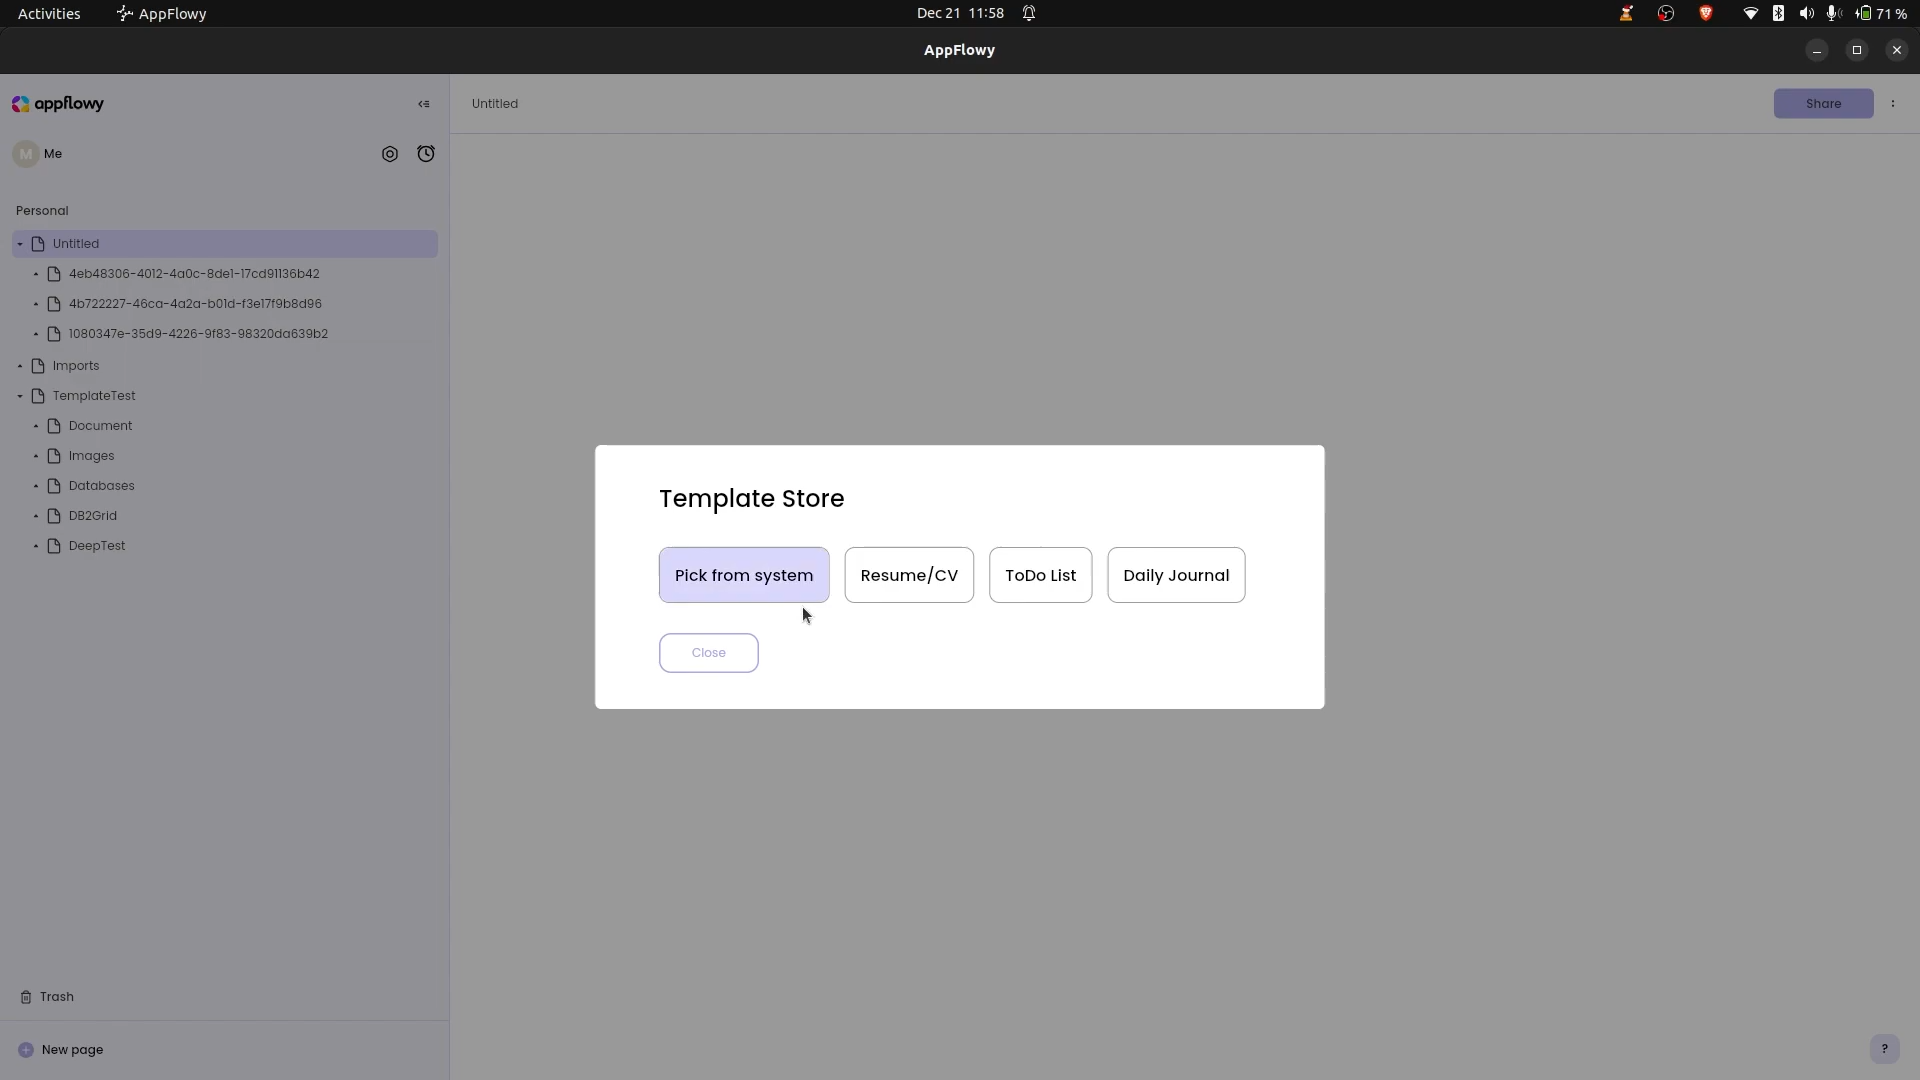 Activities AppFlowy Dec 21 11:58 71 %
AppFlowy
appflowy
Untitled
Share
M Me
Personal
Untitled
4eb48306-4012-4a0c-8de1-17cd91136b42
4b722227-46ca-4a2a-b01d-f3e17f9b8d96
1080347e-35d9-4226-9f83-98320da639b2
Imports
TemplateTest
Document
Images
Databases
DB2Grid
DeepTest
Template Store
Pick from system Resume/CV ToDo List Daily Journal
Close
Trash
New page
?